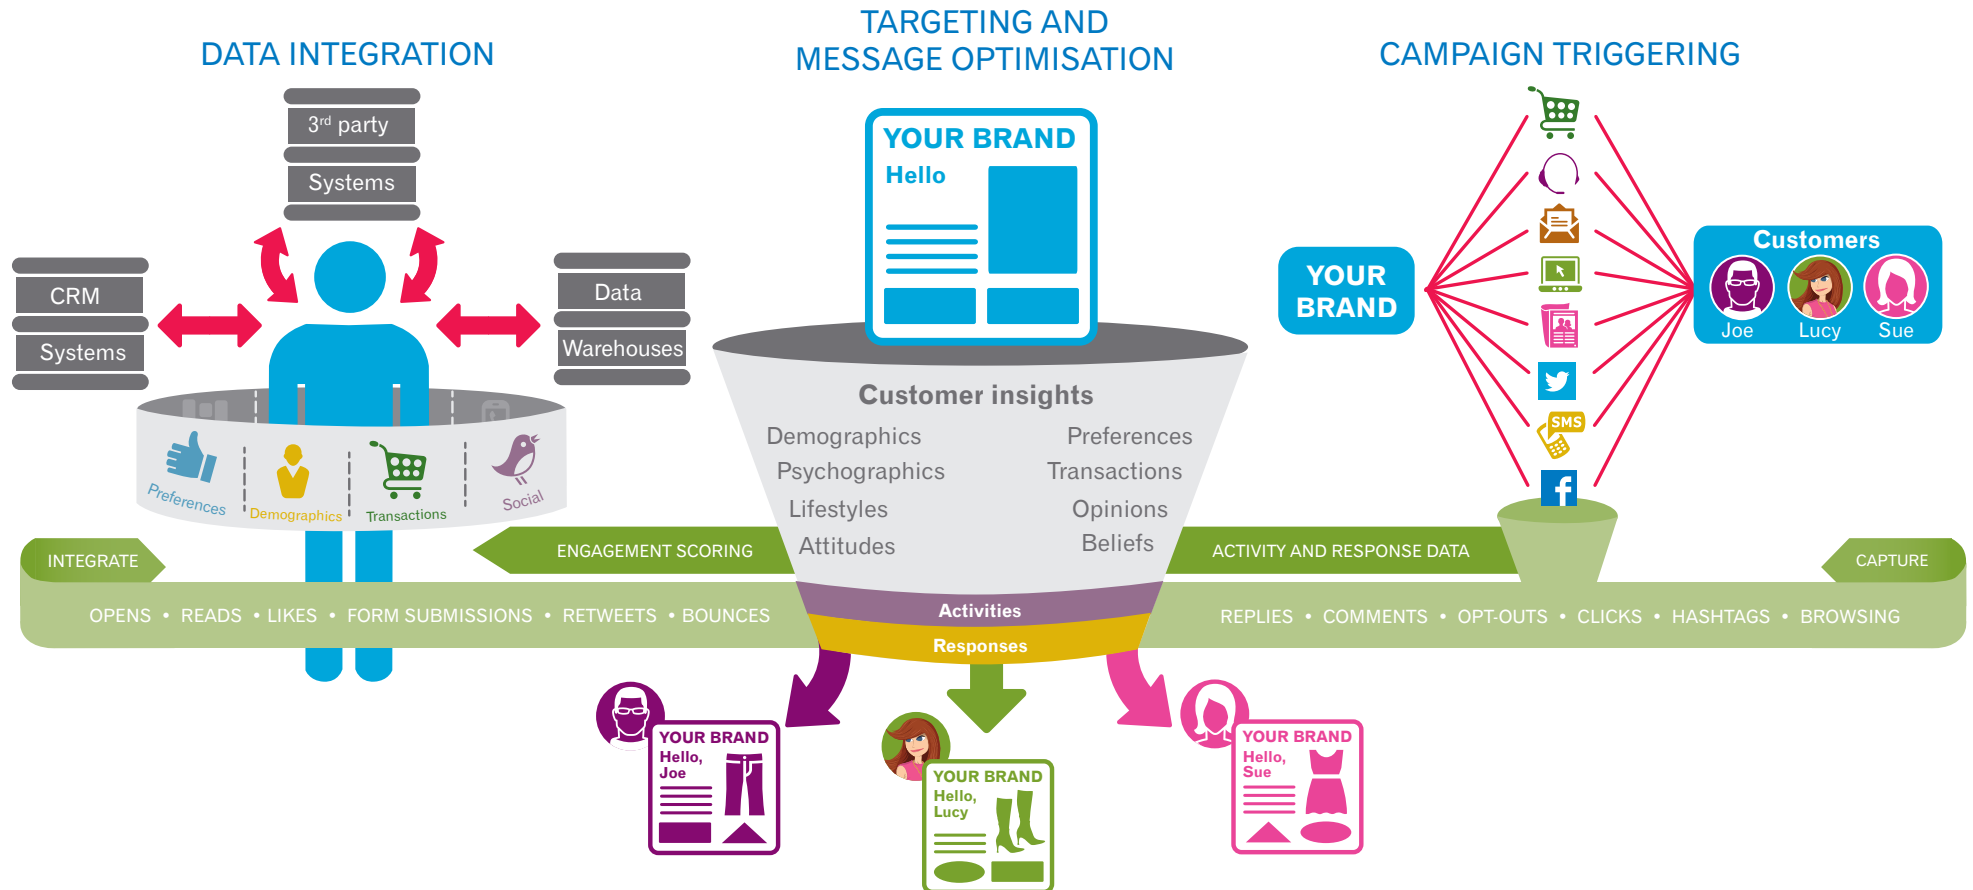 DATA INTEGRATION
3rd party
Systems
CRM
Systems
Data
Warehouses
Preferences
Demographics
Transactions
Social
TARGETING AND
MESSAGE OPTIMISATION
YOUR BRAND
Hello
Customer insights
Demographics
Psychographics
Lifestyles
Attitudes
Preferences
Transactions
Opinions
Beliefs
Activities
Responses
CAMPAIGN TRIGGERING
YOUR
BRAND
SMS
f
Customers
Joe
Lucy
Sue
INTEGRATE
ENGAGEMENT SCORING
ACTIVITY AND RESPONSE DATA
CAPTURE
OPENS • READS • LIKES • FORM SUBMISSIONS • RETWEETS • BOUNCES
REPLIES • COMMENTS • OPT-OUTS • CLICKS • HASHTAGS • BROWSING
YOUR BRAND
Hello,
Joe
YOUR BRAND
Hello,
Lucy
YOUR BRAND
Hello,
Sue